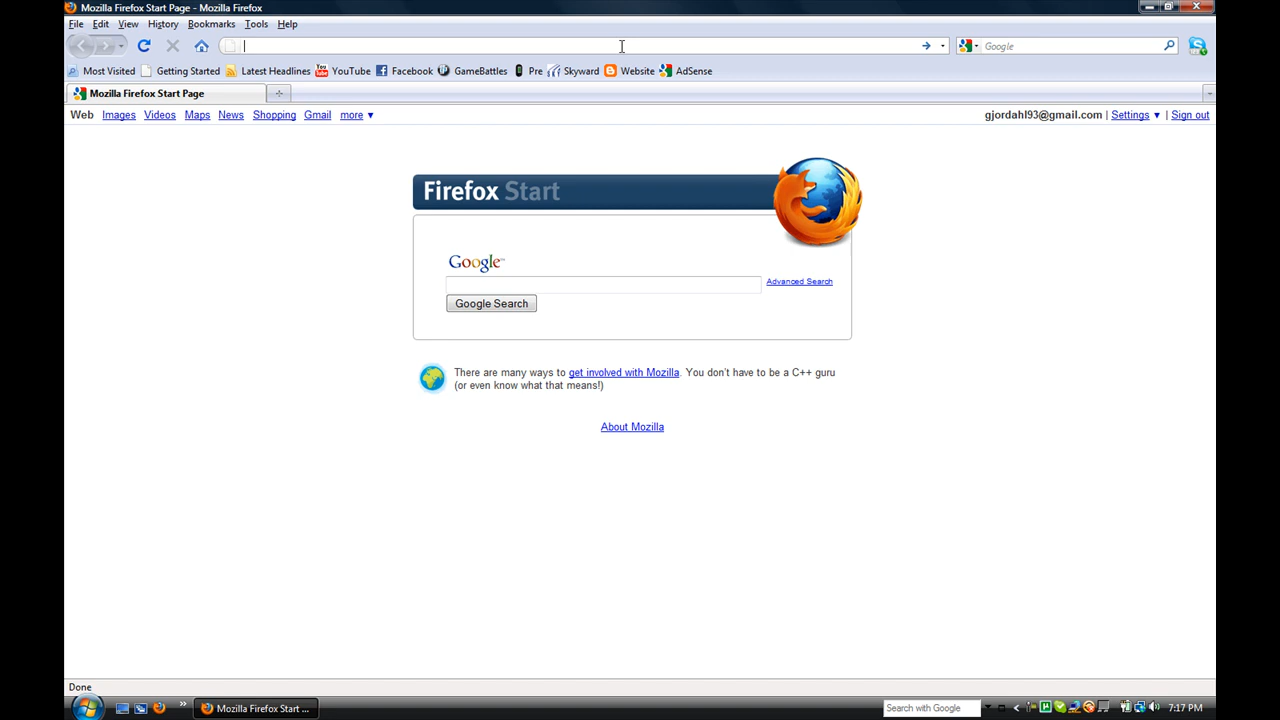 Mozilla Firefox Start Page - Mozilla Firefox
File Edit View History Bookmarks Tools Help
Google
Most Visited Getting Started Latest Headlines YouTube Facebook GameBattles Pre Skyward Website AdSense
Mozilla Firefox Start Page
Web Images Videos Maps News Shopping Gmail more ▼ gjordahl93@gmail.com | Settings ▼ | Sign out
Firefox Start
Google™
Advanced Search
Google Search
There are many ways to get involved with Mozilla. You don't have to be a C++ guru
(or even know what that means!)
About Mozilla
Done
Mozilla Firefox Start ... Search with Google 7:17 PM